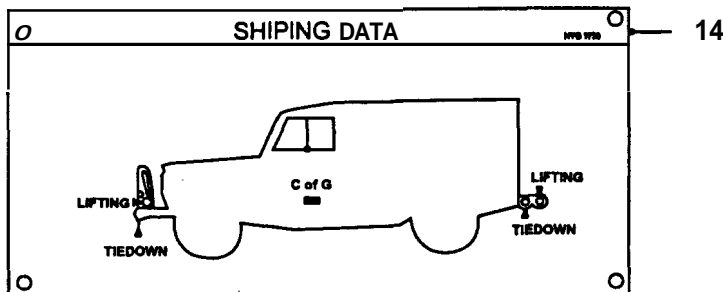 SHIPING DATA
14
C of G
LIFTING
LIFTING
TIEDOWN
TIEDOWN